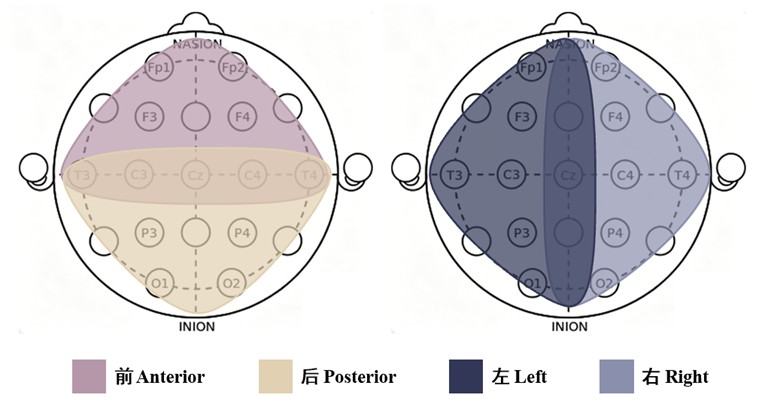 NASION
Fp1 Fp2
F3 F4
T3 C3 Cz C4 T4
P3 P4
O1 O2
INION
NASION
Fp1 Fp2
F3 F4
T3 C3 Cz C4 T4
P3 P4
O1 O2
INION
前 Anterior
后 Posterior
左 Left
右 Right